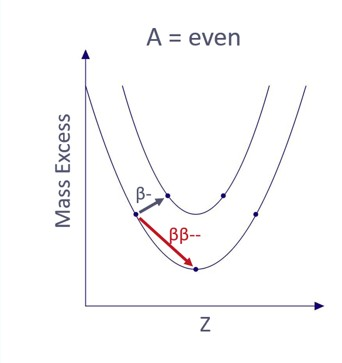 A = even
Mass Excess
β-
ββ--
Z